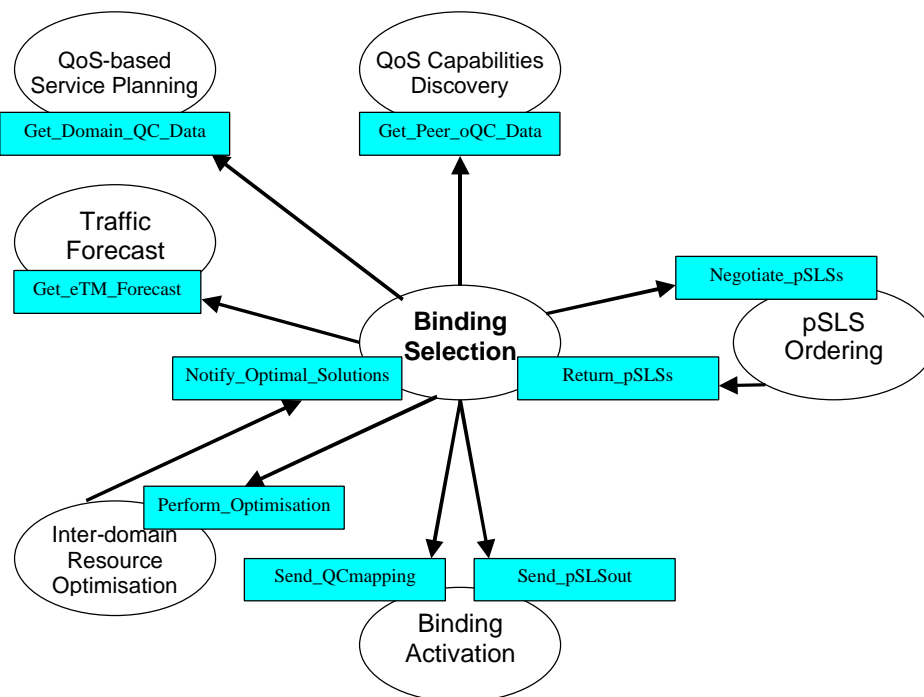 QoS-based
Service Planning
Get_Domain_QC_Data
QoS Capabilities
Discovery
Get_Peer_oQC_Data
Traffic
Forecast
Get_eTM_Forecast
Negotiate_pSLSs
pSLS
Ordering
Binding
Selection
Notify_Optimal_Solutions
Return_pSLSs
Perform_Optimisation
Inter-domain
Resource
Optimisation
Send_QCmapping
Send_pSLSout
Binding
Activation